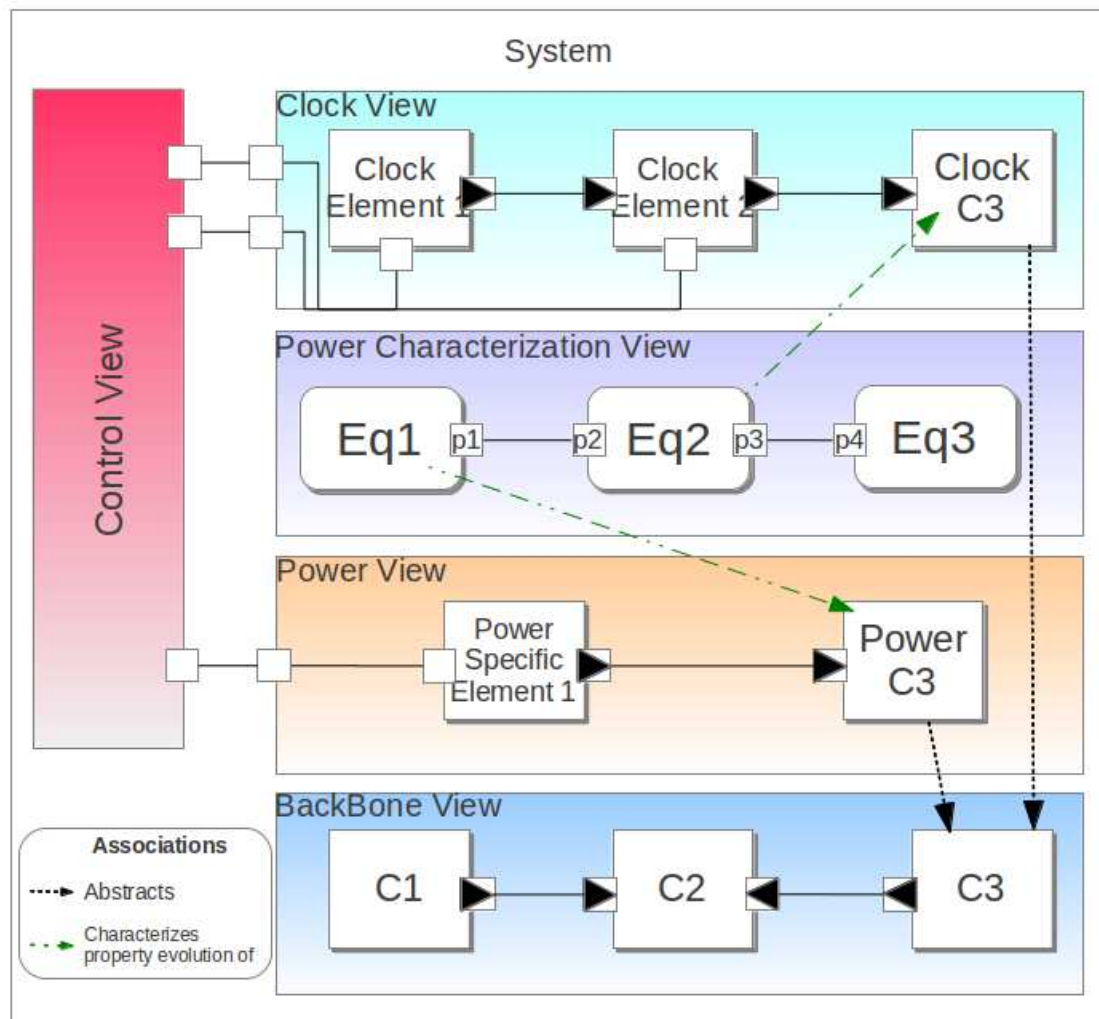 System
Control View
Clock View
Clock
Element 1
Clock
Element 2
Clock
C3
Power Characterization View
Eq1
p1
p2
Eq2
p3
p4
Eq3
Power View
Power
Specific
Element 1
Power
C3
BackBone View
C1
C2
C3
Associations
Abstracts
Characterizes
property evolution of